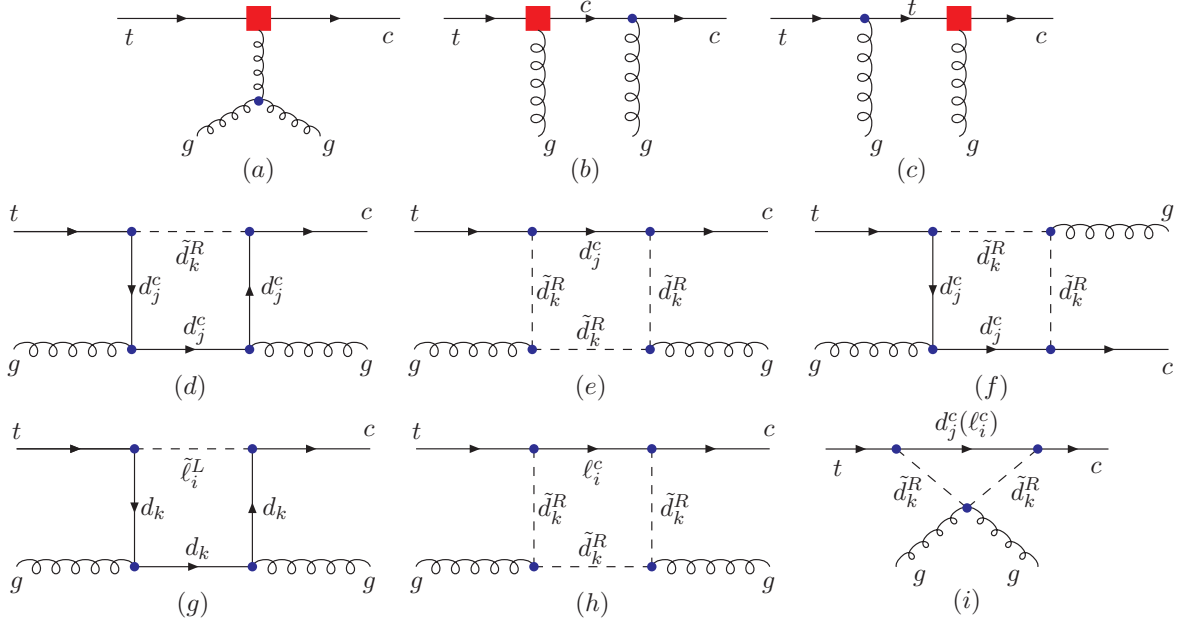 t c
g g
(a)
t c
g g
(b)
t t c
g g
(c)
t c
d̃_k^R
d_j^c d_j^c
d_j^c
g g
(d)
t c
d_j^c
d̃_k^R d̃_k^R
d̃_k^R
g g
(e)
t g
d̃_k^R
d_j^c d̃_k^R
d_j^c
g c
(f)
t c
ℓ̃_i^L
d_k d_k
d_k
g g
(g)
t c
ℓ_i^c
d̃_k^R d̃_k^R
d̃_k^R
g g
(h)
d_j^c(ℓ_i^c)
t c
d̃_k^R d̃_k^R
g g
(i)